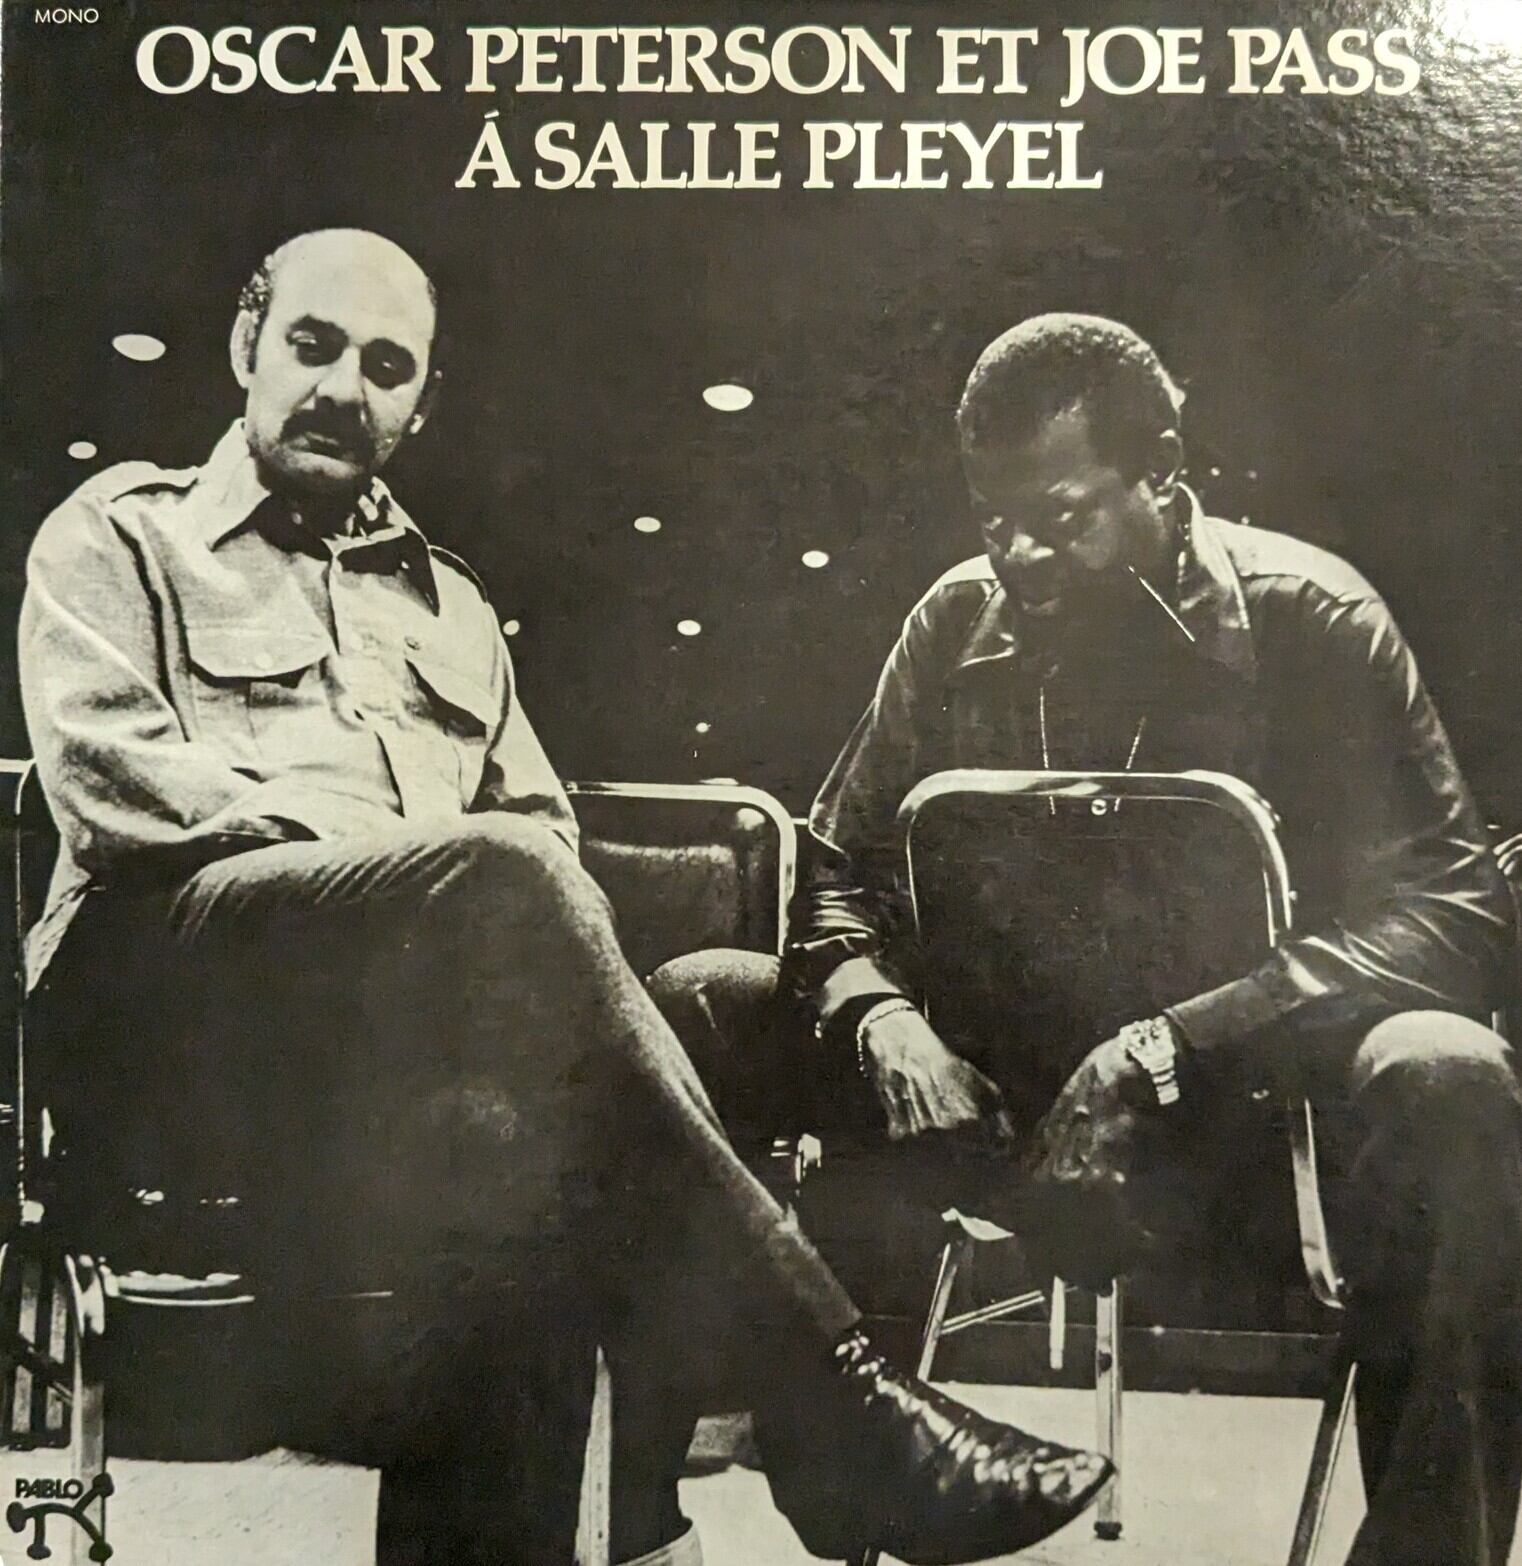 MONO
OSCAR PETERSON ET JOE PASS
Á SALLE PLEYEL
PABLO